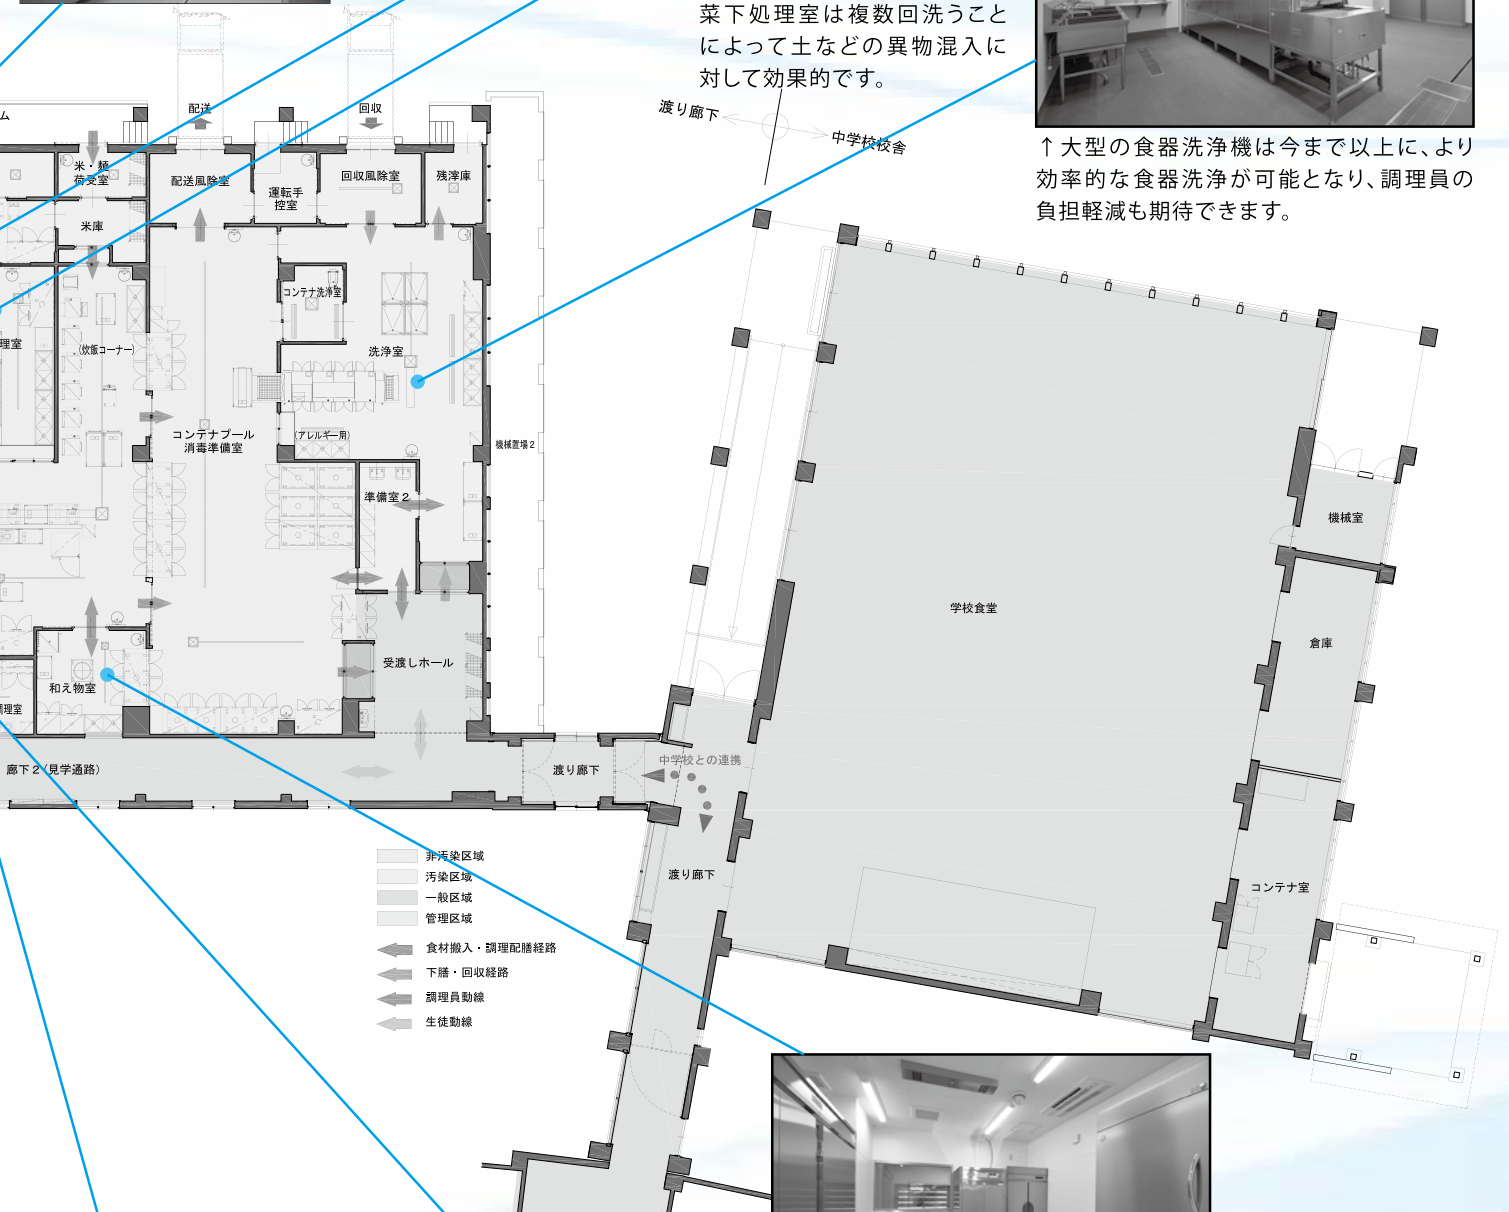 菜下処理室は複数回洗うこと
によって土などの異物混入に
対して効果的です。
↑大型の食器洗浄機は今まで以上に、より
効率的な食器洗浄が可能となり、調理員の
負担軽減も期待できます。
渡り廊下
中学校校舎
配送
回収
ム
米・麺
荷受室
配送風除室
運転手
控室
回収風除室
残滓庫
米庫
コンテナ洗浄室
理室
(炊飯コーナー)
洗浄室
コンテナプール
消毒準備室
(アレルギー用)
機械置場2
準備室2
機械室
学校食堂
倉庫
受渡しホール
和え物室
調理室
廊下2(見学通路)
渡り廊下
中学校との連携
渡り廊下
コンテナ室
非汚染区域
汚染区域
一般区域
管理区域
食材搬入・調理配膳経路
下膳・回収経路
調理員動線
生徒動線